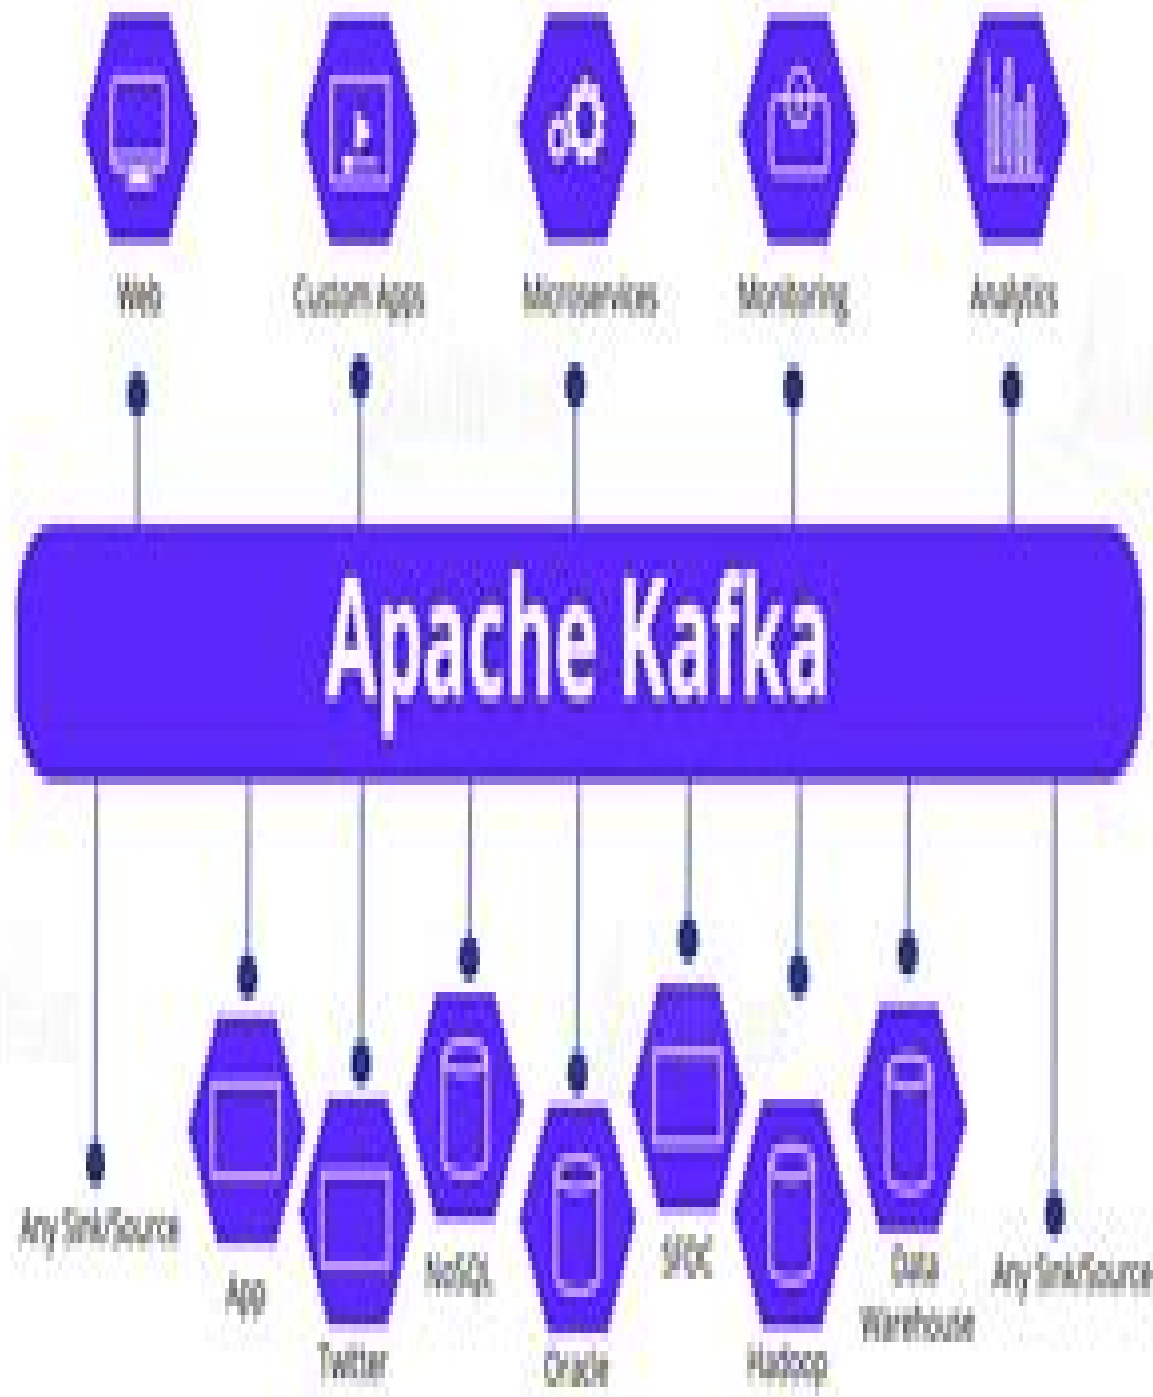 Web
Custom Apps
Microservices
Monitoring
Analytics
Apache Kafka
Any Sink/Source
App
Twitter
NoSQL
Oracle
SFDC
Hadoop
Data
Warehouse
Any Sink/Source